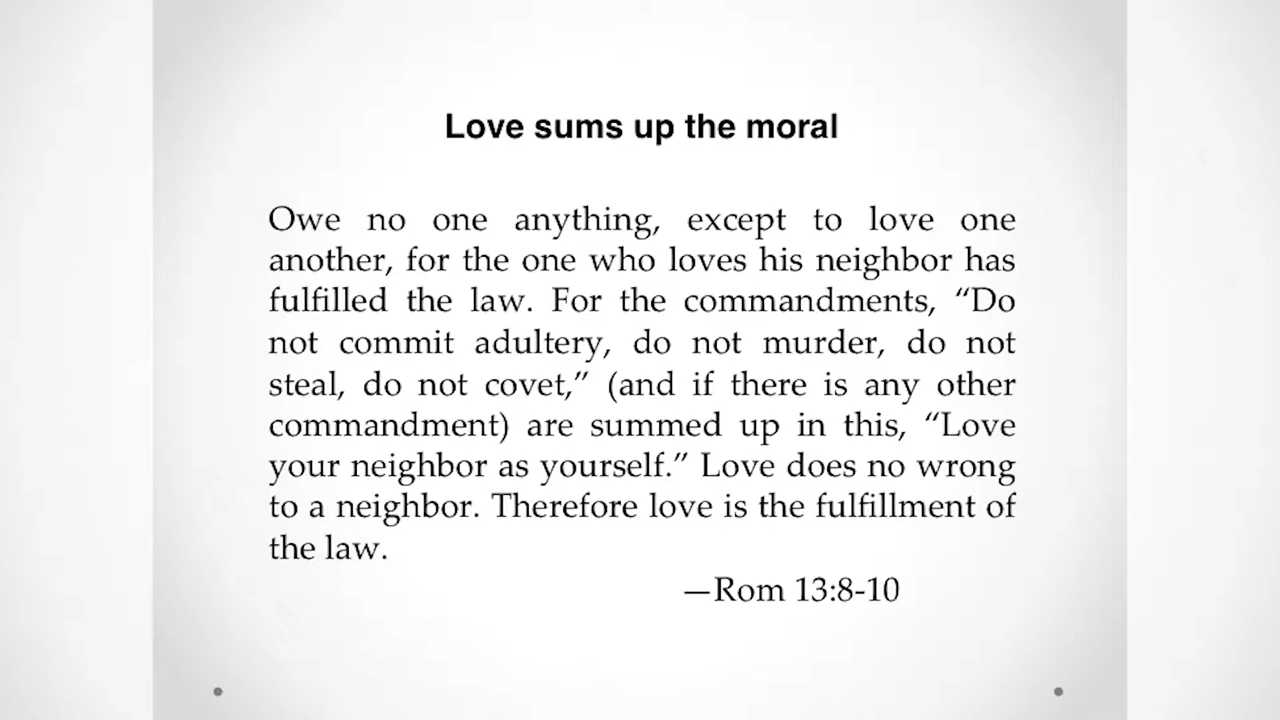 Love sums up the moral
Owe no one anything, except to love one
another, for the one who loves his neighbor has
fulfilled the law. For the commandments, “Do
not commit adultery, do not murder, do not
steal, do not covet,” (and if there is any other
commandment) are summed up in this, “Love
your neighbor as yourself.” Love does no wrong
to a neighbor. Therefore love is the fulfillment of
the law.
—Rom 13:8-10